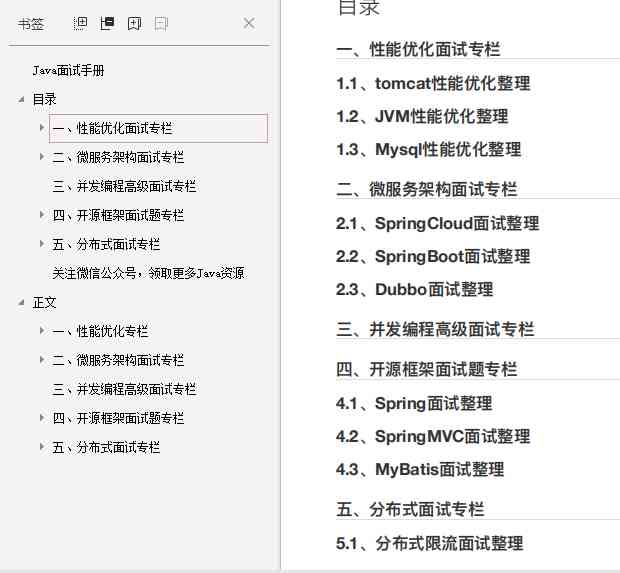 书签
Java面试手册
目录
一、性能优化面试专栏
二、微服务架构面试专栏
三、并发编程高级面试专栏
四、开源框架面试题专栏
五、分布式面试专栏
关注微信公众号，领取更多Java资源
正文
一、性能优化专栏
二、微服务架构面试专栏
三、并发编程高级面试专栏
四、开源框架面试题专栏
五、分布式面试专栏
目录
一、性能优化面试专栏
1.1、tomcat性能优化整理
1.2、JVM性能优化整理
1.3、Mysql性能优化整理
二、微服务架构面试专栏
2.1、SpringCloud面试整理
2.2、SpringBoot面试整理
2.3、Dubbo面试整理
三、并发编程高级面试专栏
四、开源框架面试题专栏
4.1、Spring面试整理
4.2、SpringMVC面试整理
4.3、MyBatis面试整理
五、分布式面试专栏
5.1、分布式限流面试整理